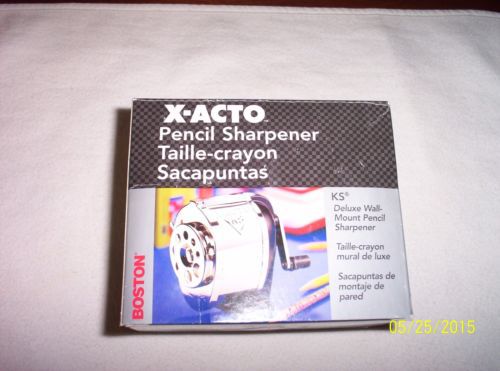 X-ACTO
Pencil Sharpener
Taille-crayon
Sacapuntas
KS®
Deluxe Wall-
Mount Pencil
Sharpener
Taille-crayon
mural de luxe
Sacapuntas de
montaje de
pared
BOSTON
05/25/2015